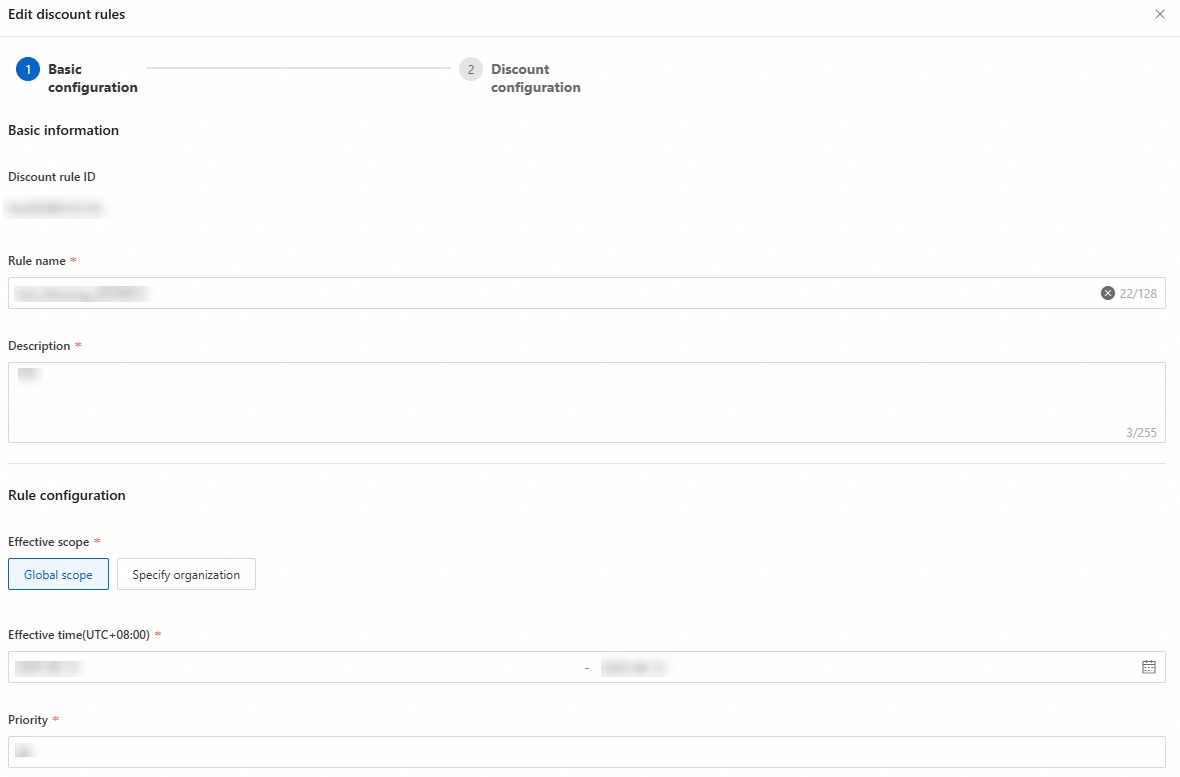 Edit discount rules
1 Basic configuration
2 Discount configuration
Basic information
Discount rule ID
Rule name *
22/128
Description *
3/255
Rule configuration
Effective scope *
Global scope Specify organization
Effective time(UTC+08:00) *
-
Priority *